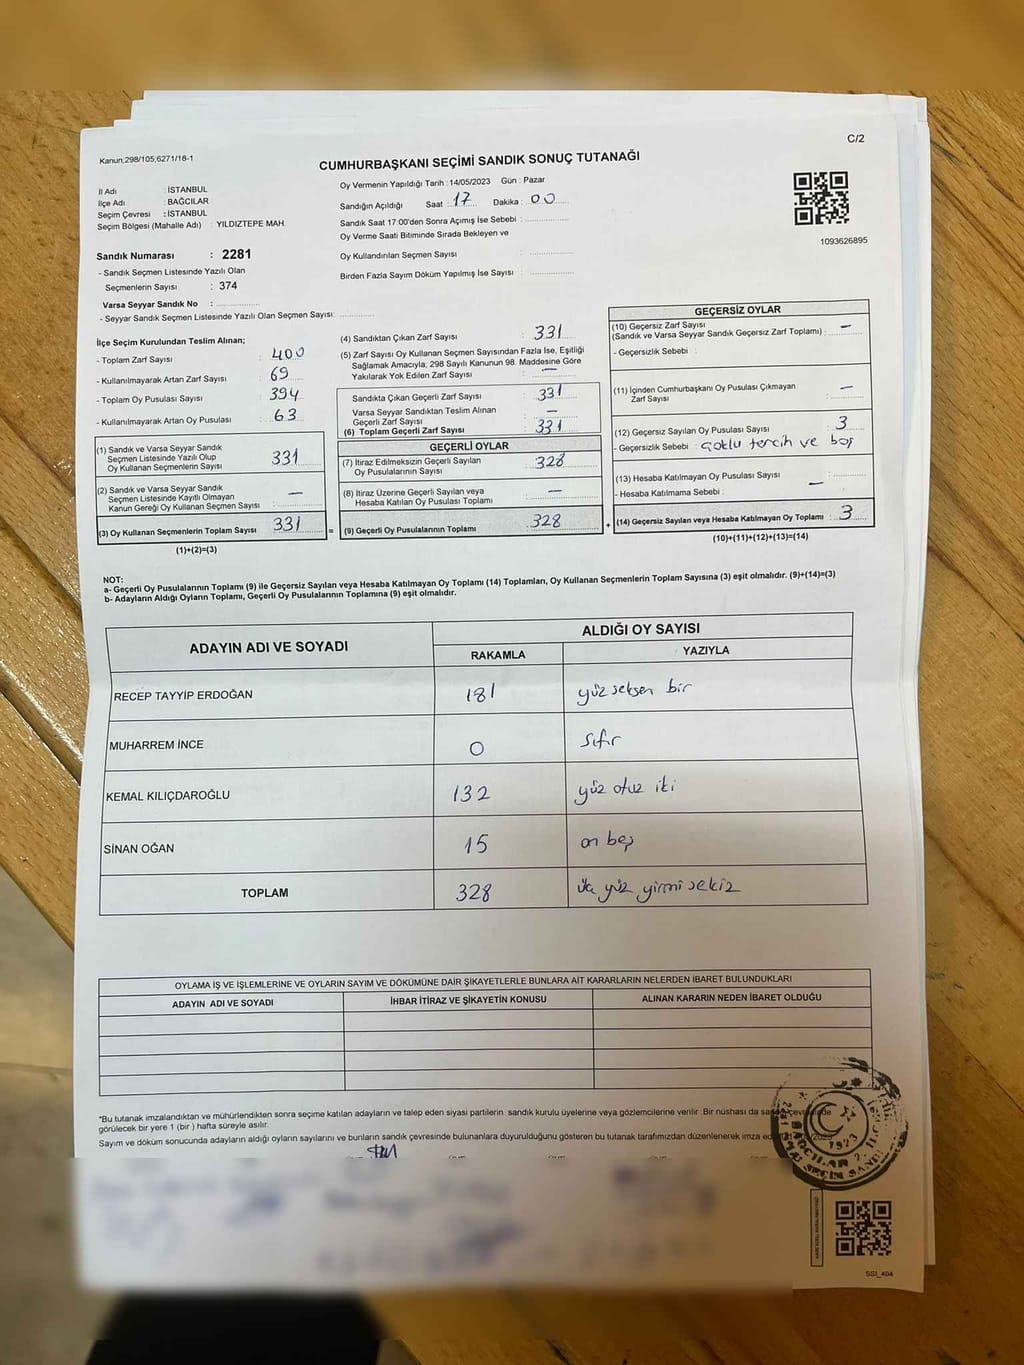 C/2
Kanun;298/105,6271/18-1
CUMHURBAŞKANI SEÇİMİ SANDIK SONUÇ TUTANAĞI
İl Adı : İSTANBUL
İlçe Adı : BAĞCILAR
Seçim Çevresi : İSTANBUL
Seçim Bölgesi (Mahalle Adı) : YILDIZTEPE MAH.
Sandık Numarası : 2281
- Sandık Seçmen Listesinde Yazılı Olan
Seçmenlerin Sayısı : 374
Varsa Seyyar Sandık No :
- Seyyar Sandık Seçmen Listesinde Yazılı Olan Seçmen Sayısı:
Oy Vermenin Yapıldığı Tarih : 14/05/2023 Gün : Pazar
Sandığın Açıldığı Saat : 17 Dakika : 00
Sandık Saat 17:00'den Sonra Açımış İse Sebebi :
Oy Verme Saati Bitiminde Sırada Bekleyen ve
Oy Kullandırılan Seçmen Sayısı :
Birden Fazla Sayım Döküm Yapılmış İse Sayısı :
1093626895
İlçe Seçim Kurulundan Teslim Alınan;
- Toplam Zarf Sayısı : 400
- Kullanılmayarak Artan Zarf Sayısı : 69
- Toplam Oy Pusulası Sayısı : 394
- Kullanılmayarak Artan Oy Pusulası : 63
(1) Sandık ve Varsa Seyyar Sandık
Seçmen Listesinde Yazılı Olup
Oy Kullanan Seçmenlerin Sayısı 331
(2) Sandık ve Varsa Seyyar Sandık
Seçmen Listesinde Kayıtlı Olmayan
Kanun Gereği Oy Kullanan Seçmen Sayısı : —
(3) Oy Kullanan Seçmenlerin Toplam Sayısı 331 =
(1)+(2)=(3)
(4) Sandıktan Çıkan Zarf Sayısı : 331
(5) Zarf Sayısı Oy Kullanan Seçmen Sayısından Fazla İse, Eşitliği
Sağlamak Amacıyla; 298 Sayılı Kanunun 98. Maddesine Göre
Yakılarak Yok Edilen Zarf Sayısı : —
Sandıkta Çıkan Geçerli Zarf Sayısı : 331
Varsa Seyyar Sandıktan Teslim Alınan
Geçerli Zarf Sayısı : —
(6) Toplam Geçerli Zarf Sayısı : 331
GEÇERLİ OYLAR
(7) İtiraz Edilmeksizin Geçerli Sayılan
Oy Pusulalarının Sayısı : 328
(8) İtiraz Üzerine Geçerli Sayılan veya
Hesaba Katılan Oy Pusulası Toplamı : —
(9) Geçerli Oy Pusulalarının Toplamı : 328 +
GEÇERSİZ OYLAR
(10) Geçersiz Zarf Sayısı
(Sandık ve Varsa Seyyar Sandık Geçersiz Zarf Toplamı) : —
- Geçersizlik Sebebi :
(11) İçinden Cumhurbaşkanı Oy Pusulası Çıkmayan
Zarf Sayısı : —
(12) Geçersiz Sayılan Oy Pusulası Sayısı : 3
- Geçersizlik Sebebi : çoklu tercih ve boş
(13) Hesaba Katılmayan Oy Pusulası Sayısı : —
- Hesaba Katılmama Sebebi :
(14) Geçersiz Sayılan veya Hesaba Katılmayan Oy Toplamı : 3
(10)+(11)+(12)+(13)=(14)
NOT:
a- Geçerli Oy Pusulalarının Toplamı (9) ile Geçersiz Sayılan veya Hesaba Katılmayan Oy Toplamı (14) Toplamları, Oy Kullanan Seçmenlerin Toplam Sayısına (3) eşit olmalıdır. (9)+(14)=(3)
b- Adayların Aldığı Oyların Toplamı, Geçerli Oy Pusulalarının Toplamına (9) eşit olmalıdır.
ADAYIN ADI VE SOYADI ALDIĞI OY SAYISI
RAKAMLA YAZIYLA
RECEP TAYYİP ERDOĞAN 181 yüz seksen bir
MUHARREM İNCE 0 sıfır
KEMAL KILIÇDAROĞLU 132 yüz otuz iki
SİNAN OĞAN 15 on beş
TOPLAM 328 üç yüz yirmi sekiz
OYLAMA İŞ VE İŞLEMLERİNE VE OYLARIN SAYIM VE DÖKÜMÜNE DAİR ŞİKAYETLERLE BUNLARA AİT KARARLARIN NELERDEN İBARET BULUNDUKLARI
ADAYIN ADI VE SOYADI İHBAR İTİRAZ VE ŞİKAYETİN KONUSU ALINAN KARARIN NEDEN İBARET OLDUĞU
*Bu tutanak imzalandıktan ve mühürlendikten sonra seçime katılan adayların ve talep eden siyasi partilerin sandık kurulu üyelerine veya gözlemcilerine verilir. Bir nüshası da
görülecek bir yere 1 (bir ) hafta süreyle asılır.
Sayım ve döküm sonucunda adayların aldığı oyların sayılarını ve bunların sandık çevresinde bulunanlara duyurulduğunu gösteren bu tutanak tarafımızdan düzenlenerek imza
1923
BAĞCILAR 2. İLÇE
SSI_404